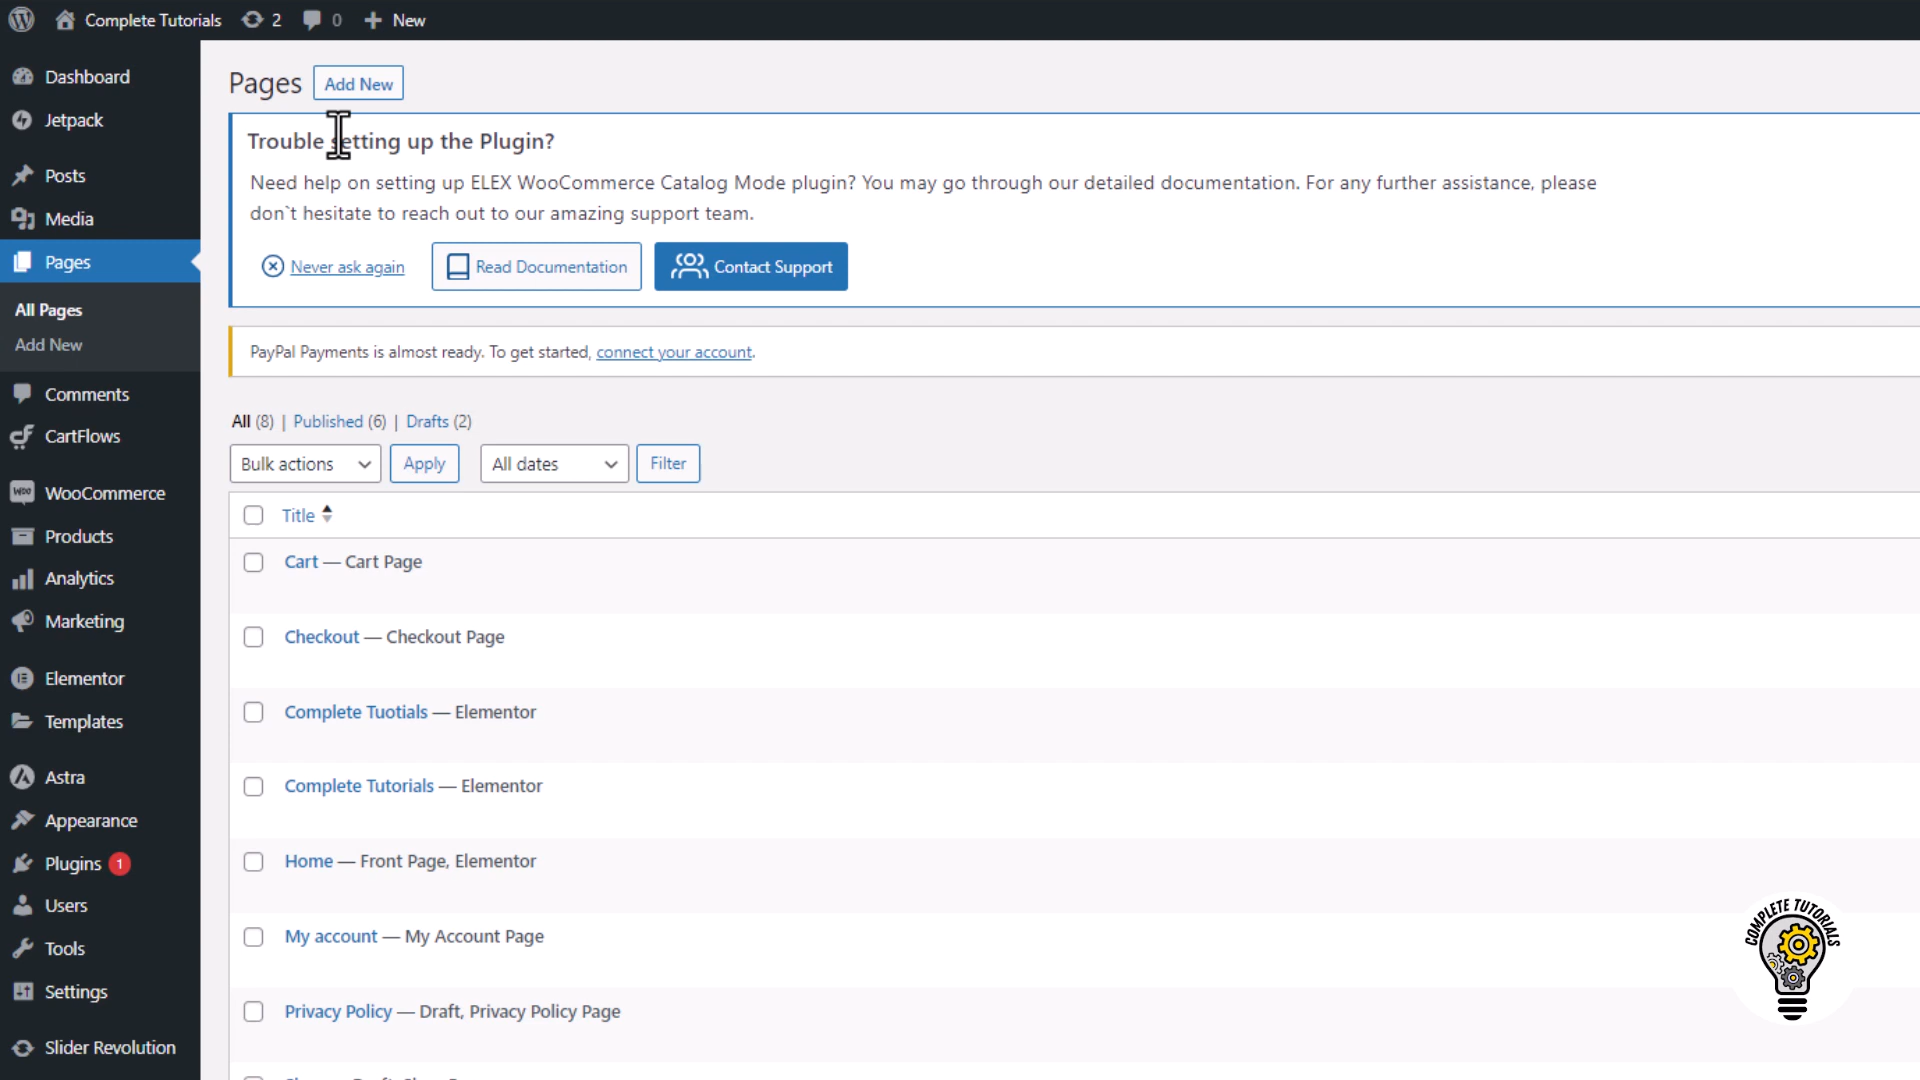 Complete Tutorials 2 0 New
Dashboard
Jetpack
Posts
Media
Pages
All Pages
Add New
Comments
CartFlows
WooCommerce
Products
Analytics
Marketing
Elementor
Templates
Astra
Appearance
Plugins 1
Users
Tools
Settings
Slider Revolution
Pages Add New
Trouble setting up the Plugin?
Need help on setting up ELEX WooCommerce Catalog Mode plugin? You may go through our detailed documentation. For any further assistance, please
don`t hesitate to reach out to our amazing support team.
Never ask again Read Documentation Contact Support
PayPal Payments is almost ready. To get started, connect your account.
All (8) | Published (6) | Drafts (2)
Bulk actions Apply All dates Filter
Title
Cart — Cart Page
Checkout — Checkout Page
Complete Tuotials — Elementor
Complete Tutorials — Elementor
Home — Front Page, Elementor
My account — My Account Page
Privacy Policy — Draft, Privacy Policy Page
COMPLETE TUTORIALS